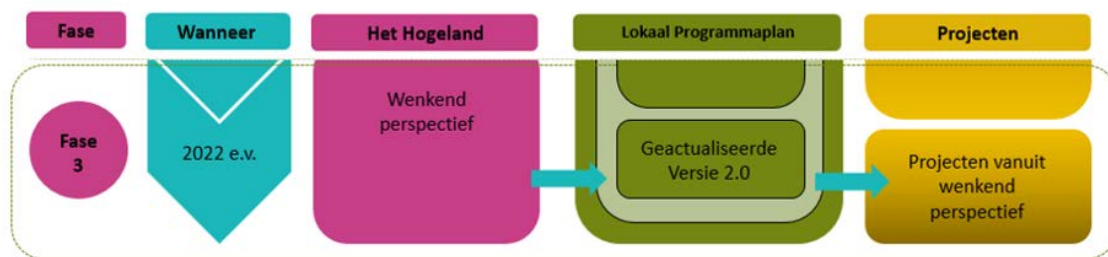 Fase
Wanneer
Het Hogeland
Lokaal Programmaplan
Projecten
Fase
3
2022 e.v.
Wenkend
perspectief
Geactualiseerde
Versie 2.0
Projecten vanuit
wenkend
perspectief